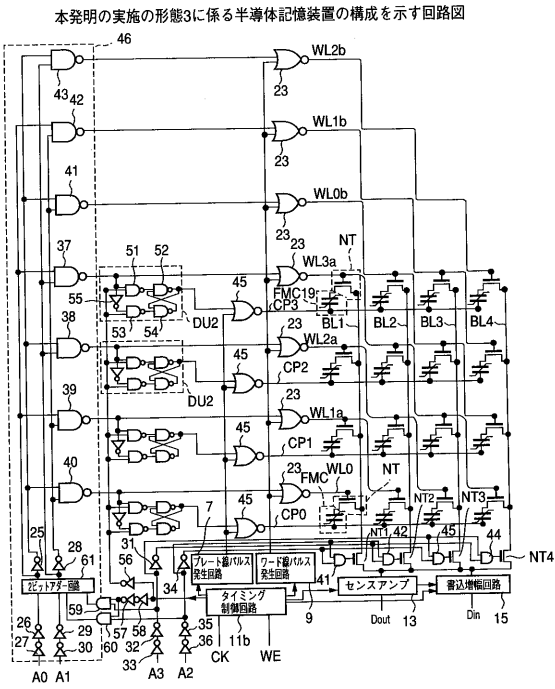 本発明の実施の形態3に係る半導体記憶装置の構成を示す回路図
46
WL2b
43
23
42
WL1b
23
41
WL0b
23
37
51
52
23
WL3a
NT
45
FMC19
CP3
55
53
54
DU2
BL1
BL2
BL3
BL4
38
23
WL2a
45
CP2
DU2
39
23
WL1a
45
CP1
40
23
WL0
FMC
NT
45
CP0
7
25
28
61
31
34
プレート線パルス
発生回路
ワード線パルス
発生回路
NT1
42
NT2
45
NT3
44
NT4
41
2ビットアダー回路
56
59
57
58
60
タイミング
制御回路
センスアンプ
書込増幅回路
26
27
29
30
32
33
35
36
11b
9
Dout
13
Din
15
A0
A1
A3
A2
CK
WE